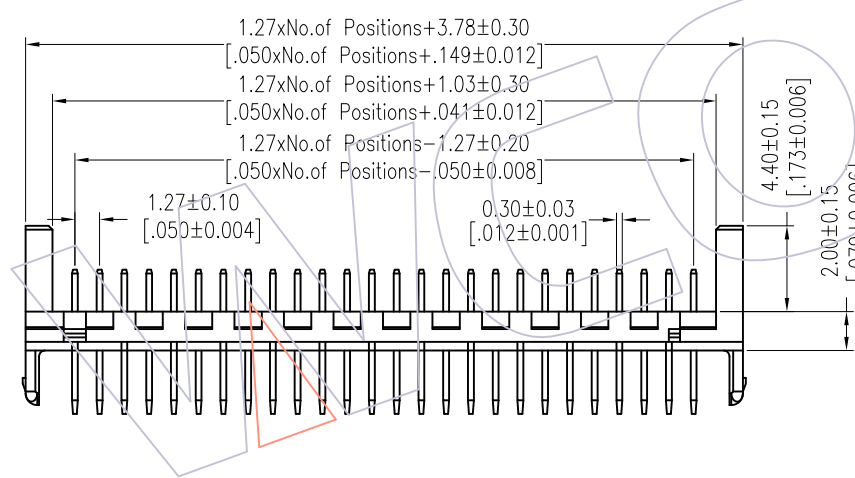 1.27xNo.of Positions+3.78±0.30
[.050xNo.of Positions+.149±0.012]
1.27xNo.of Positions+1.03±0.30
[.050xNo.of Positions+.041±0.012]
1.27xNo.of Positions-1.27±0.20
[.050xNo.of Positions-.050±0.008]
1.27±0.10
[.050±0.004]
0.30±0.03
[.012±0.001]
4.40±0.15
[.173±0.006]
2.00±0.15
WCO